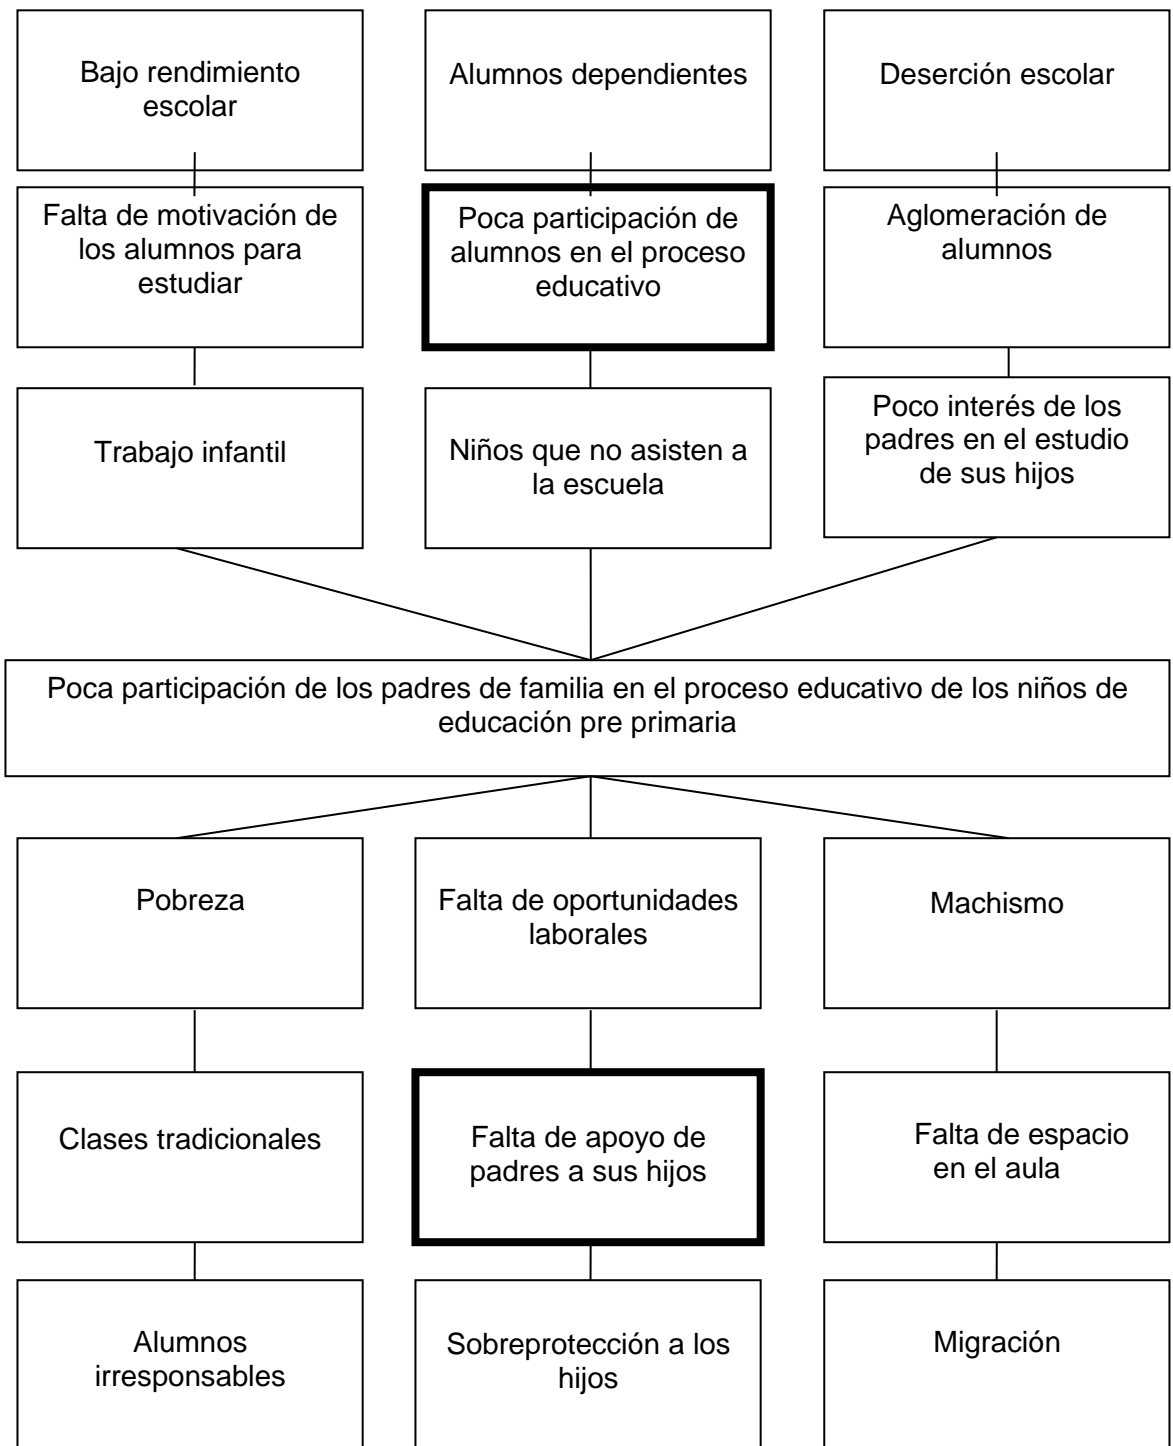 Bajo rendimiento
escolar
Alumnos dependientes
Deserción escolar
Falta de motivación de
los alumnos para
estudiar
Poca participación de
alumnos en el proceso
educativo
Aglomeración de
alumnos
Trabajo infantil
Niños que no asisten a
la escuela
Poco interés de los
padres en el estudio
de sus hijos
Poca participación de los padres de familia en el proceso educativo de los niños de
educación pre primaria
Pobreza
Falta de oportunidades
laborales
Machismo
Clases tradicionales
Falta de apoyo de
padres a sus hijos
Falta de espacio
en el aula
Alumnos
irresponsables
Sobreprotección a los
hijos
Migración